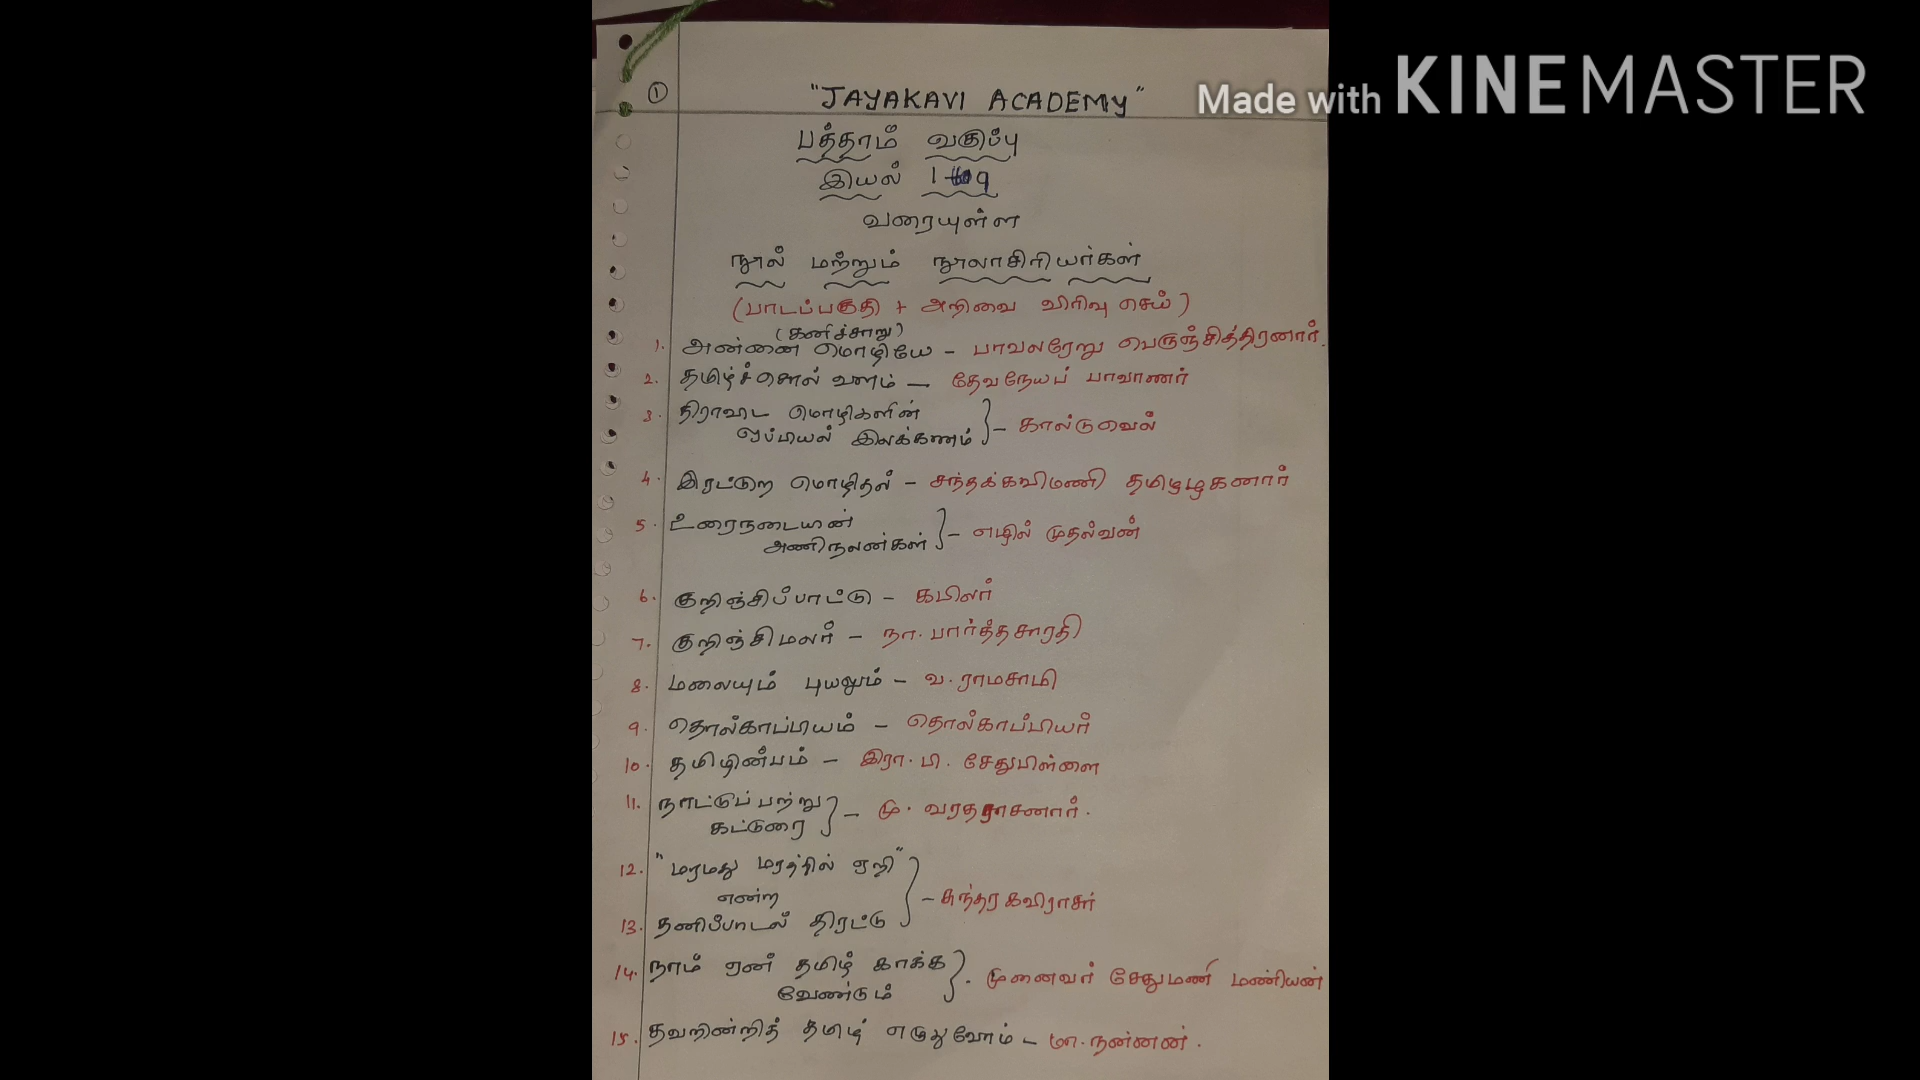 Made with KINEMASTER
①
"JAYAKAVI ACADEMY"
பத்தாம் வகுப்பு
இயல் 1-9
வரையுள்ள
நூல் மற்றும் நூலாசிரியர்கள்
(பாடப்பகுதி + அறிவை விரிவு செய்)
(கனிச்சாறு)
1. அன்னை மொழியே - பாவலரேறு பெருஞ்சித்திரனார்.
2. தமிழ்ச்சொல் வளம் - தேவநேயப் பாவாணர்
3. திராவிட மொழிகளின்
ஒப்பியல் இலக்கணம் } - கால்டுவெல்
4. இரட்டுற மொழிதல் - சந்தக்கவிமணி தமிழழகனார்
5. உரைநடையின்
அணிநலன்கள் } - எழில் முதல்வன்
6. குறிஞ்சிப்பாட்டு - கபிலர்
7. குறிஞ்சிமலர் - நா. பார்த்தசாரதி
8. மலையும் புயலும் - வ. ராமசாமி
9. தொல்காப்பியம் - தொல்காப்பியர்
10. தமிழின்பம் - இரா. பி. சேதுபிள்ளை
11. நாட்டுப்பற்று
கட்டுரை } - மு. வரதராசனார்.
12. "மரமது மரத்தில் ஏறி"
என்ற
13. தனிப்பாடல் திரட்டு } - சுந்தர கவிராசர்
14. நாம் ஏன் தமிழ் காக்க
வேண்டும் } - முனைவர் சேதுமணி மணியன்
15. தவறின்றித் தமிழ் எழுதுவோம் - மா. நன்னன்.